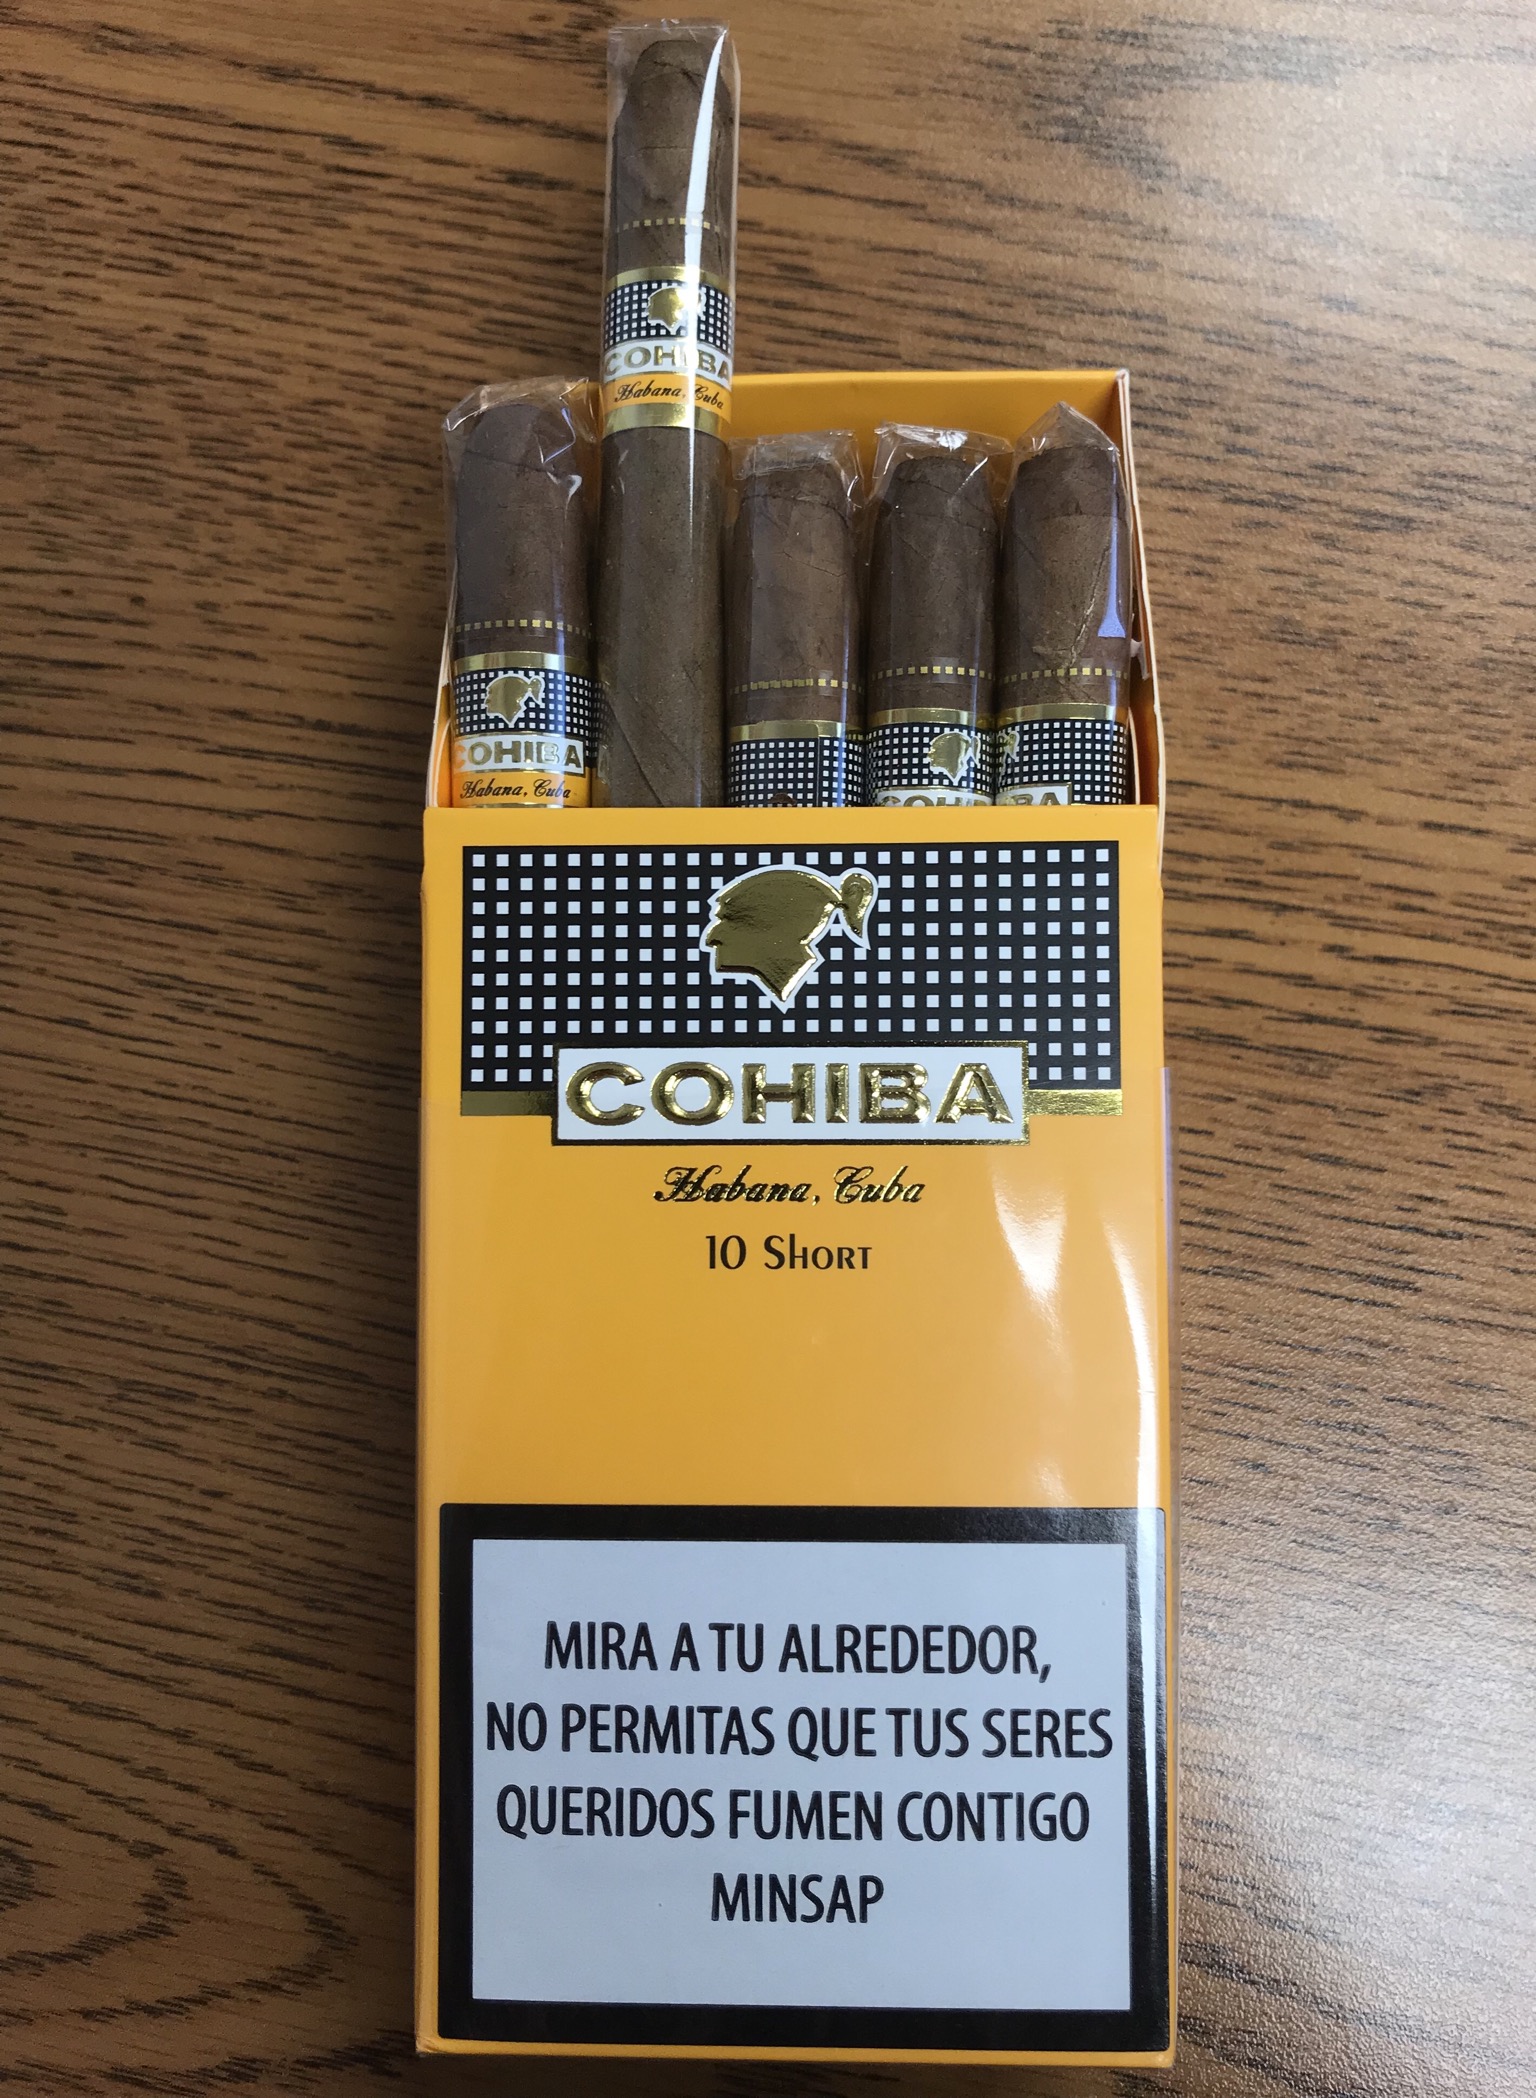 COHIBA
Habana, Cuba
COHIBA
Habana, Cuba
COHIBA
COHIBA
Habana, Cuba
10 SHORT
MIRA A TU ALREDEDOR,
NO PERMITAS QUE TUS SERES
QUERIDOS FUMEN CONTIGO
MINSAP